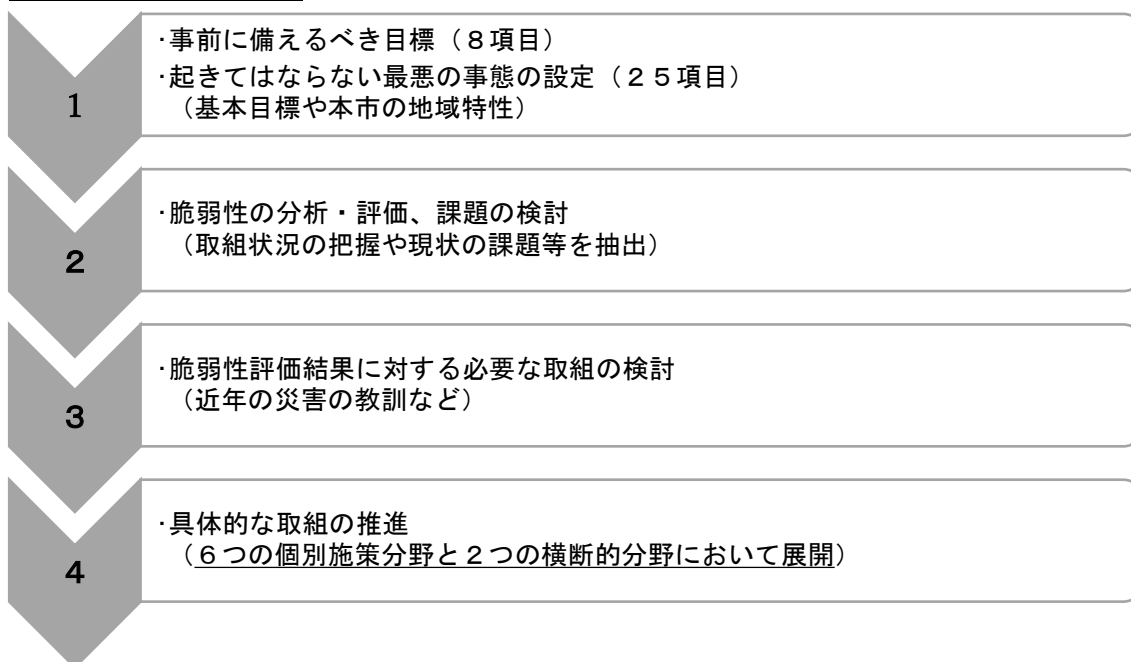 1
·事前に備えるべき目標（８項目）
·起きてはならない最悪の事態の設定（２５項目）
（基本目標や本市の地域特性）
２
·脆弱性の分析・評価、課題の検討
（取組状況の把握や現状の課題等を抽出）
３
·脆弱性評価結果に対する必要な取組の検討
（近年の災害の教訓など）
４
·具体的な取組の推進
（６つの個別施策分野と２つの横断的分野において展開）